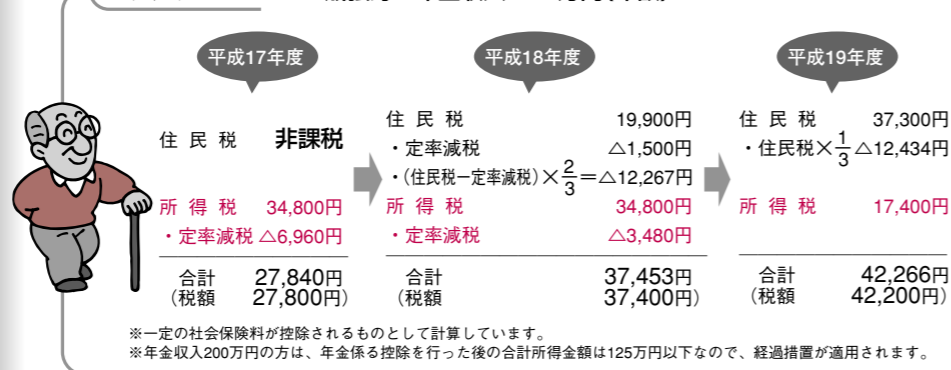 平成17年度
住民税 非課税
所得税 34,800円
・定率減税 △6,960円
合計 27,840円
(税額 27,800円)
平成18年度
住民税 19,900円
・定率減税 △1,500円
・(住民税−定率減税)×2/3=△12,267円
所得税 34,800円
・定率減税 △3,480円
合計 37,453円
(税額 37,400円)
平成19年度
住民税 37,300円
・住民税×1/3 △12,434円
所得税 17,400円
合計 42,266円
(税額 42,200円)
※一定の社会保険料が控除されるものとして計算しています。
※年金収入200万円の方は、年金係る控除を行った後の合計所得金額は125万円以下なので、経過措置が適用されます。